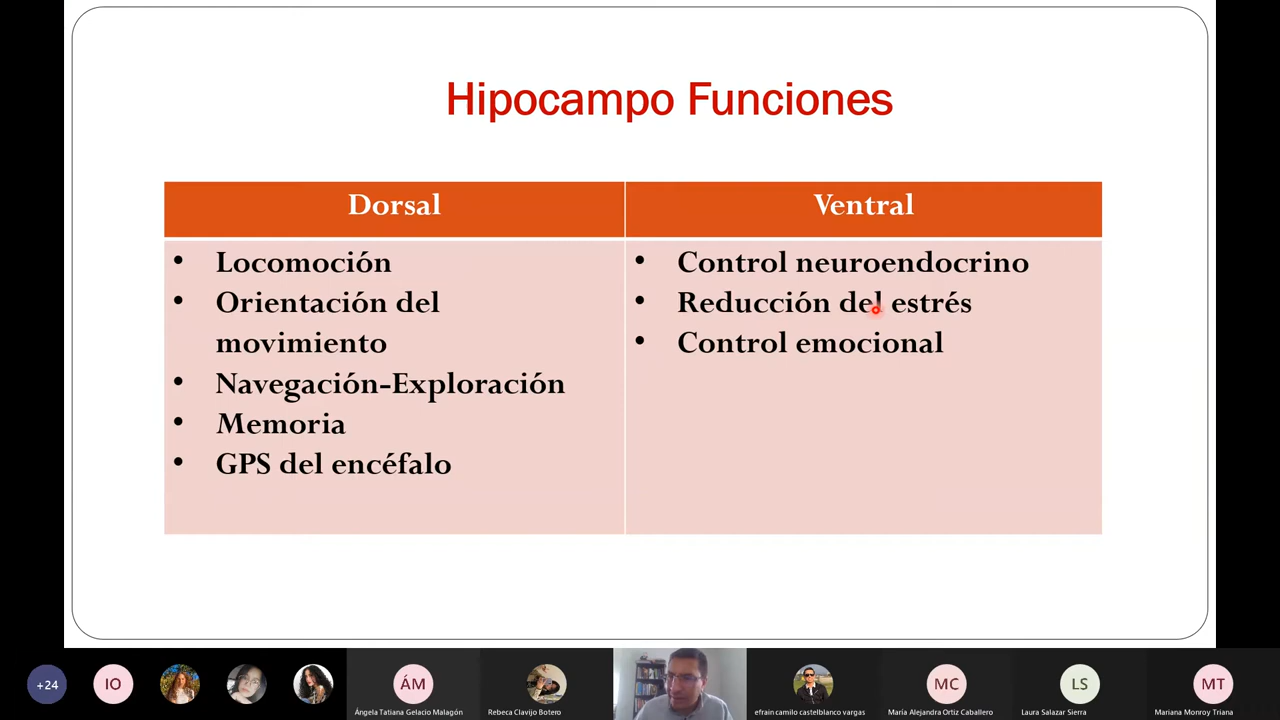 Hipocampo Funciones
Dorsal
Ventral
• Locomoción
• Orientación del
movimiento
• Navegación-Exploración
• Memoria
• GPS del encéfalo
• Control neuroendocrino
• Reducción del estrés
• Control emocional
+24
IO
ÁM
Ángela Tatiana Gelacio Malagón
Rebeca Clavijo Botero
efrain camilo castelblanco vargas
MC
María Alejandra Ortiz Caballero
LS
Laura Salazar Sierra
MT
Mariana Monroy Triana